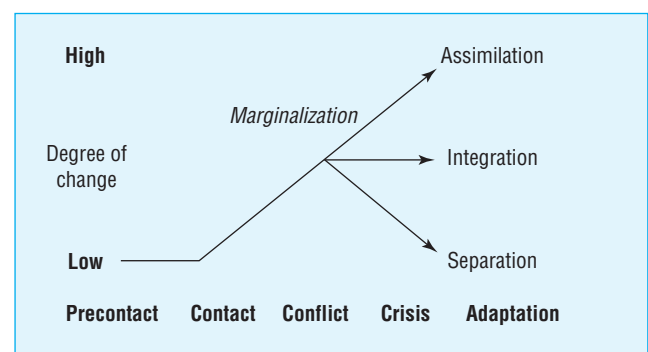 High
Assimilation
Marginalization
Degree of
change
Integration
Low
Separation
Precontact Contact Conflict Crisis Adaptation